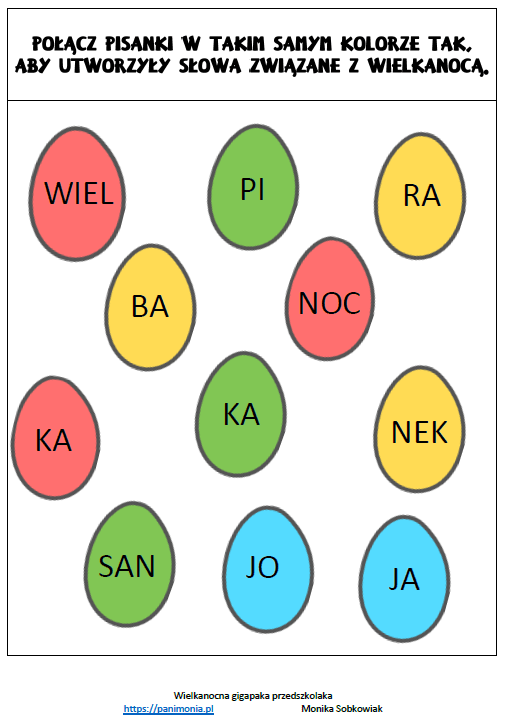 POŁĄCZ PISANKI W TAKIM SAMYM KOLORZE TAK,
ABY UTWORZYŁY SŁOWA ZWIĄZANE Z WIELKANOCĄ.
WIEL
PI
RA
BA
NOC
KA
KA
NEK
SAN
JO
JA
Wielkanocna gigapaka przedszkolaka
https://panimonia.pl Monika Sobkowiak